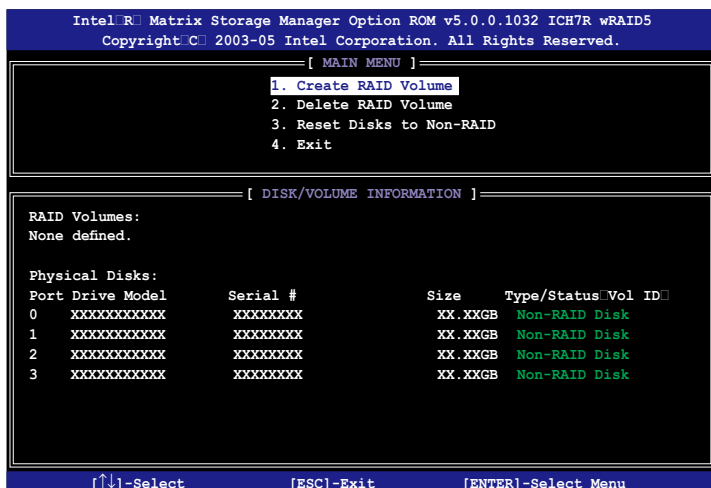 Intel□R□ Matrix Storage Manager Option ROM v5.0.0.1032 ICH7R wRAID5
Copyright□C□ 2003-05 Intel Corporation. All Rights Reserved.
[ MAIN MENU ]
1. Create RAID Volume
2. Delete RAID Volume
3. Reset Disks to Non-RAID
4. Exit
[ DISK/VOLUME INFORMATION ]
RAID Volumes:
None defined.
Physical Disks:
Port Drive Model Serial # Size Type/Status□Vol ID□
0 XXXXXXXXXXX XXXXXXXX XX.XXGB Non-RAID Disk
1 XXXXXXXXXXX XXXXXXXX XX.XXGB Non-RAID Disk
2 XXXXXXXXXXX XXXXXXXX XX.XXGB Non-RAID Disk
3 XXXXXXXXXXX XXXXXXXX XX.XXGB Non-RAID Disk
[↑↓]-Select [ESC]-Exit [ENTER]-Select Menu